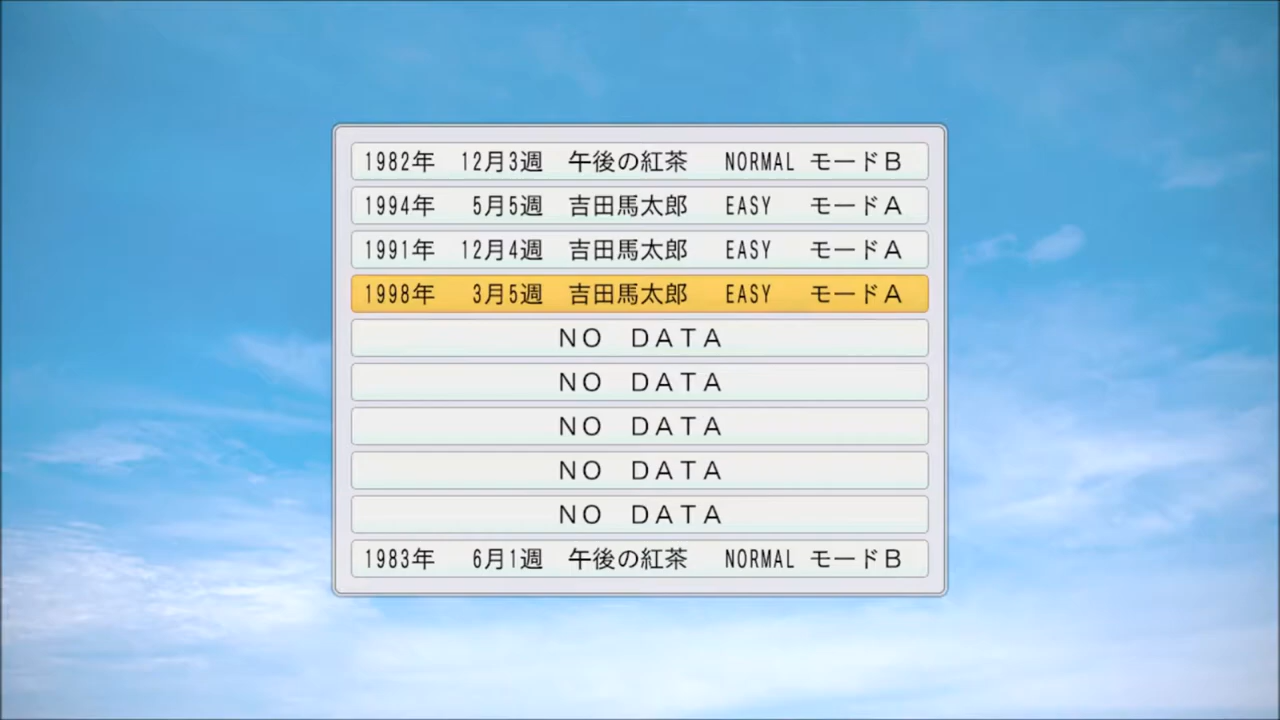 1982年 12月3週 午後の紅茶 NORMAL モードB
1994年 5月5週 吉田馬太郎 EASY モードA
1991年 12月4週 吉田馬太郎 EASY モードA
1998年 3月5週 吉田馬太郎 EASY モードA
NO DATA
NO DATA
NO DATA
NO DATA
NO DATA
1983年 6月1週 午後の紅茶 NORMAL モードB